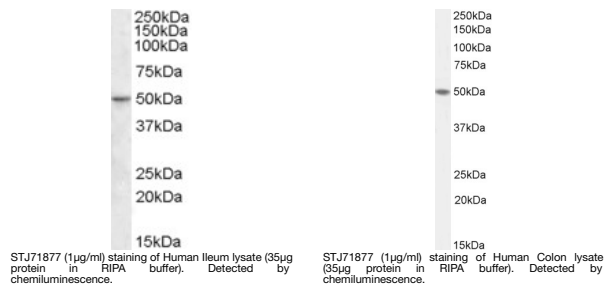 250kDa
150kDa
100kDa
75kDa
50kDa
37kDa
25kDa
20kDa
15kDa
STJ71877 (1µg/ml) staining of Human Ileum lysate (35µg
protein in RIPA buffer). Detected by
chemiluminescence.
250kDa
150kDa
100kDa
75kDa
50kDa
37kDa
25kDa
20kDa
15kDa
STJ71877 (1µg/ml) staining of Human Colon lysate
(35µg protein in RIPA buffer). Detected by
chemiluminescence.